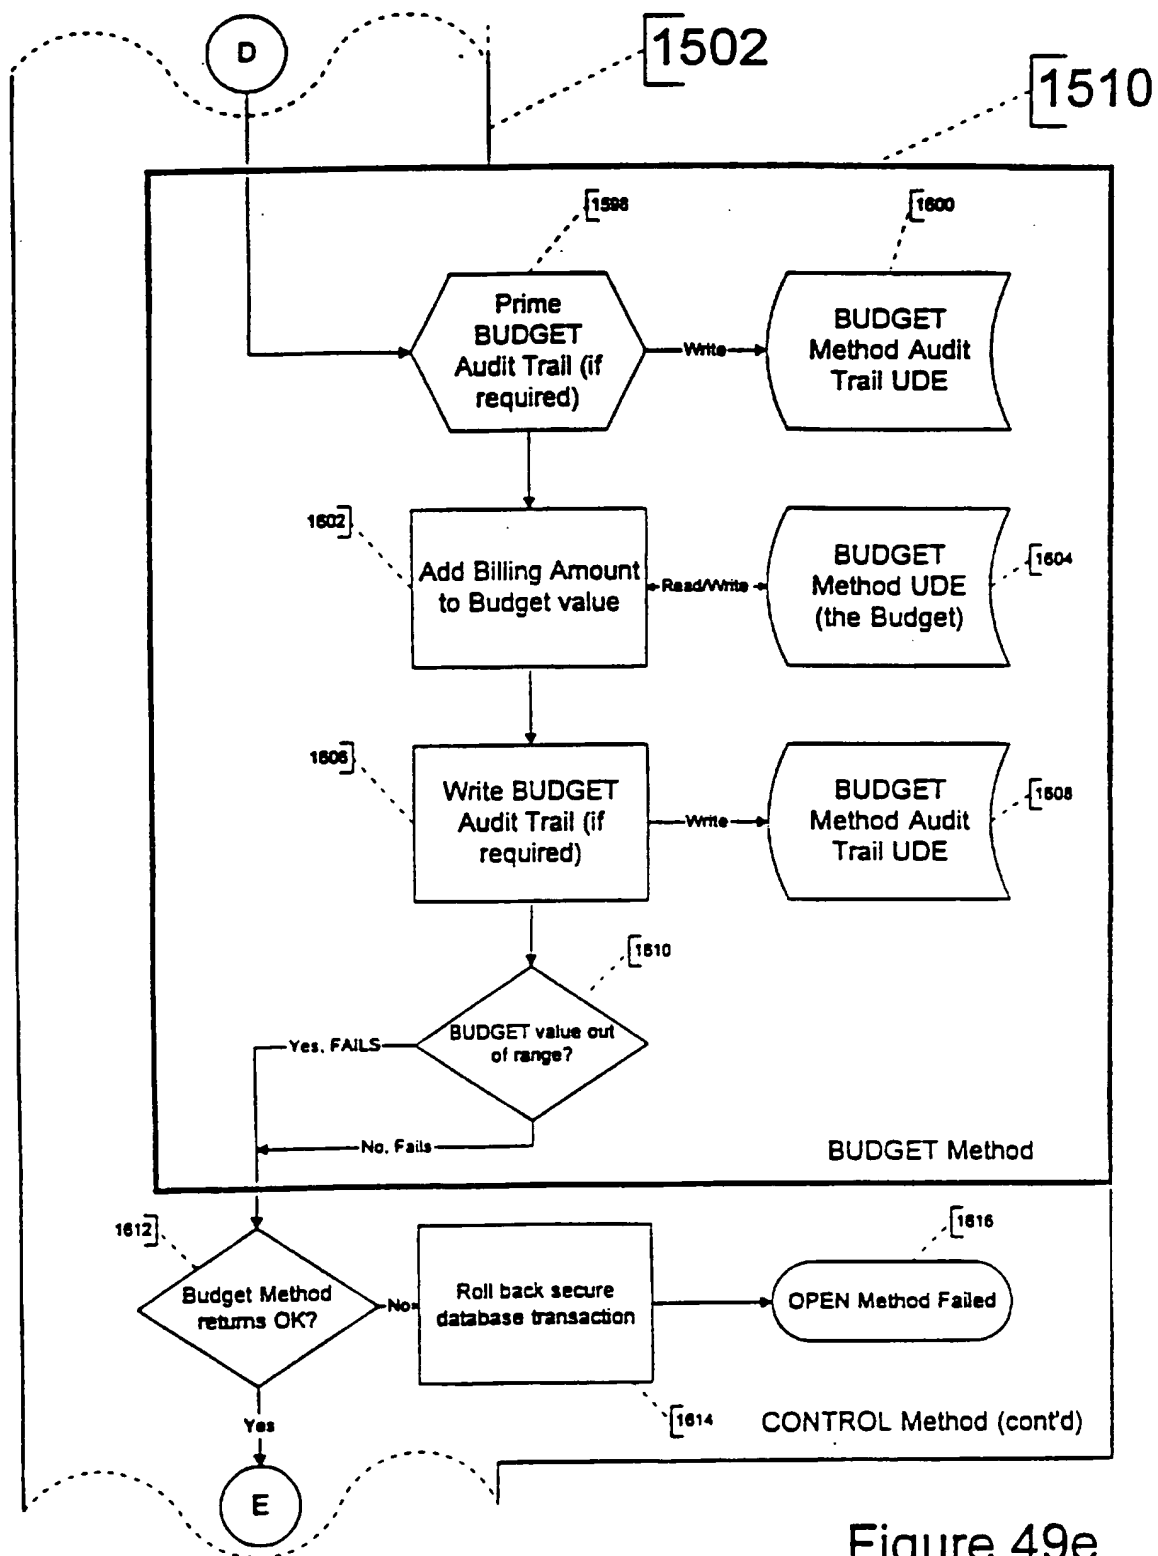 D
1502
1510
1598
1600
Prime
BUDGET
Audit Trail (if
required)
Write
BUDGET
Method Audit
Trail UDE
1602
Add Billing Amount
to Budget value
Read/Write
BUDGET
Method UDE
(the Budget)
1604
1606
Write BUDGET
Audit Trail (if
required)
Write
BUDGET
Method Audit
Trail UDE
1608
1610
BUDGET value out
of range?
Yes, FAILS
No, Fails
BUDGET Method
1612
Budget Method
returns OK?
No
Roll back secure
database transaction
1616
OPEN Method Failed
1614
Yes
CONTROL Method (cont'd)
E
Figure 49e